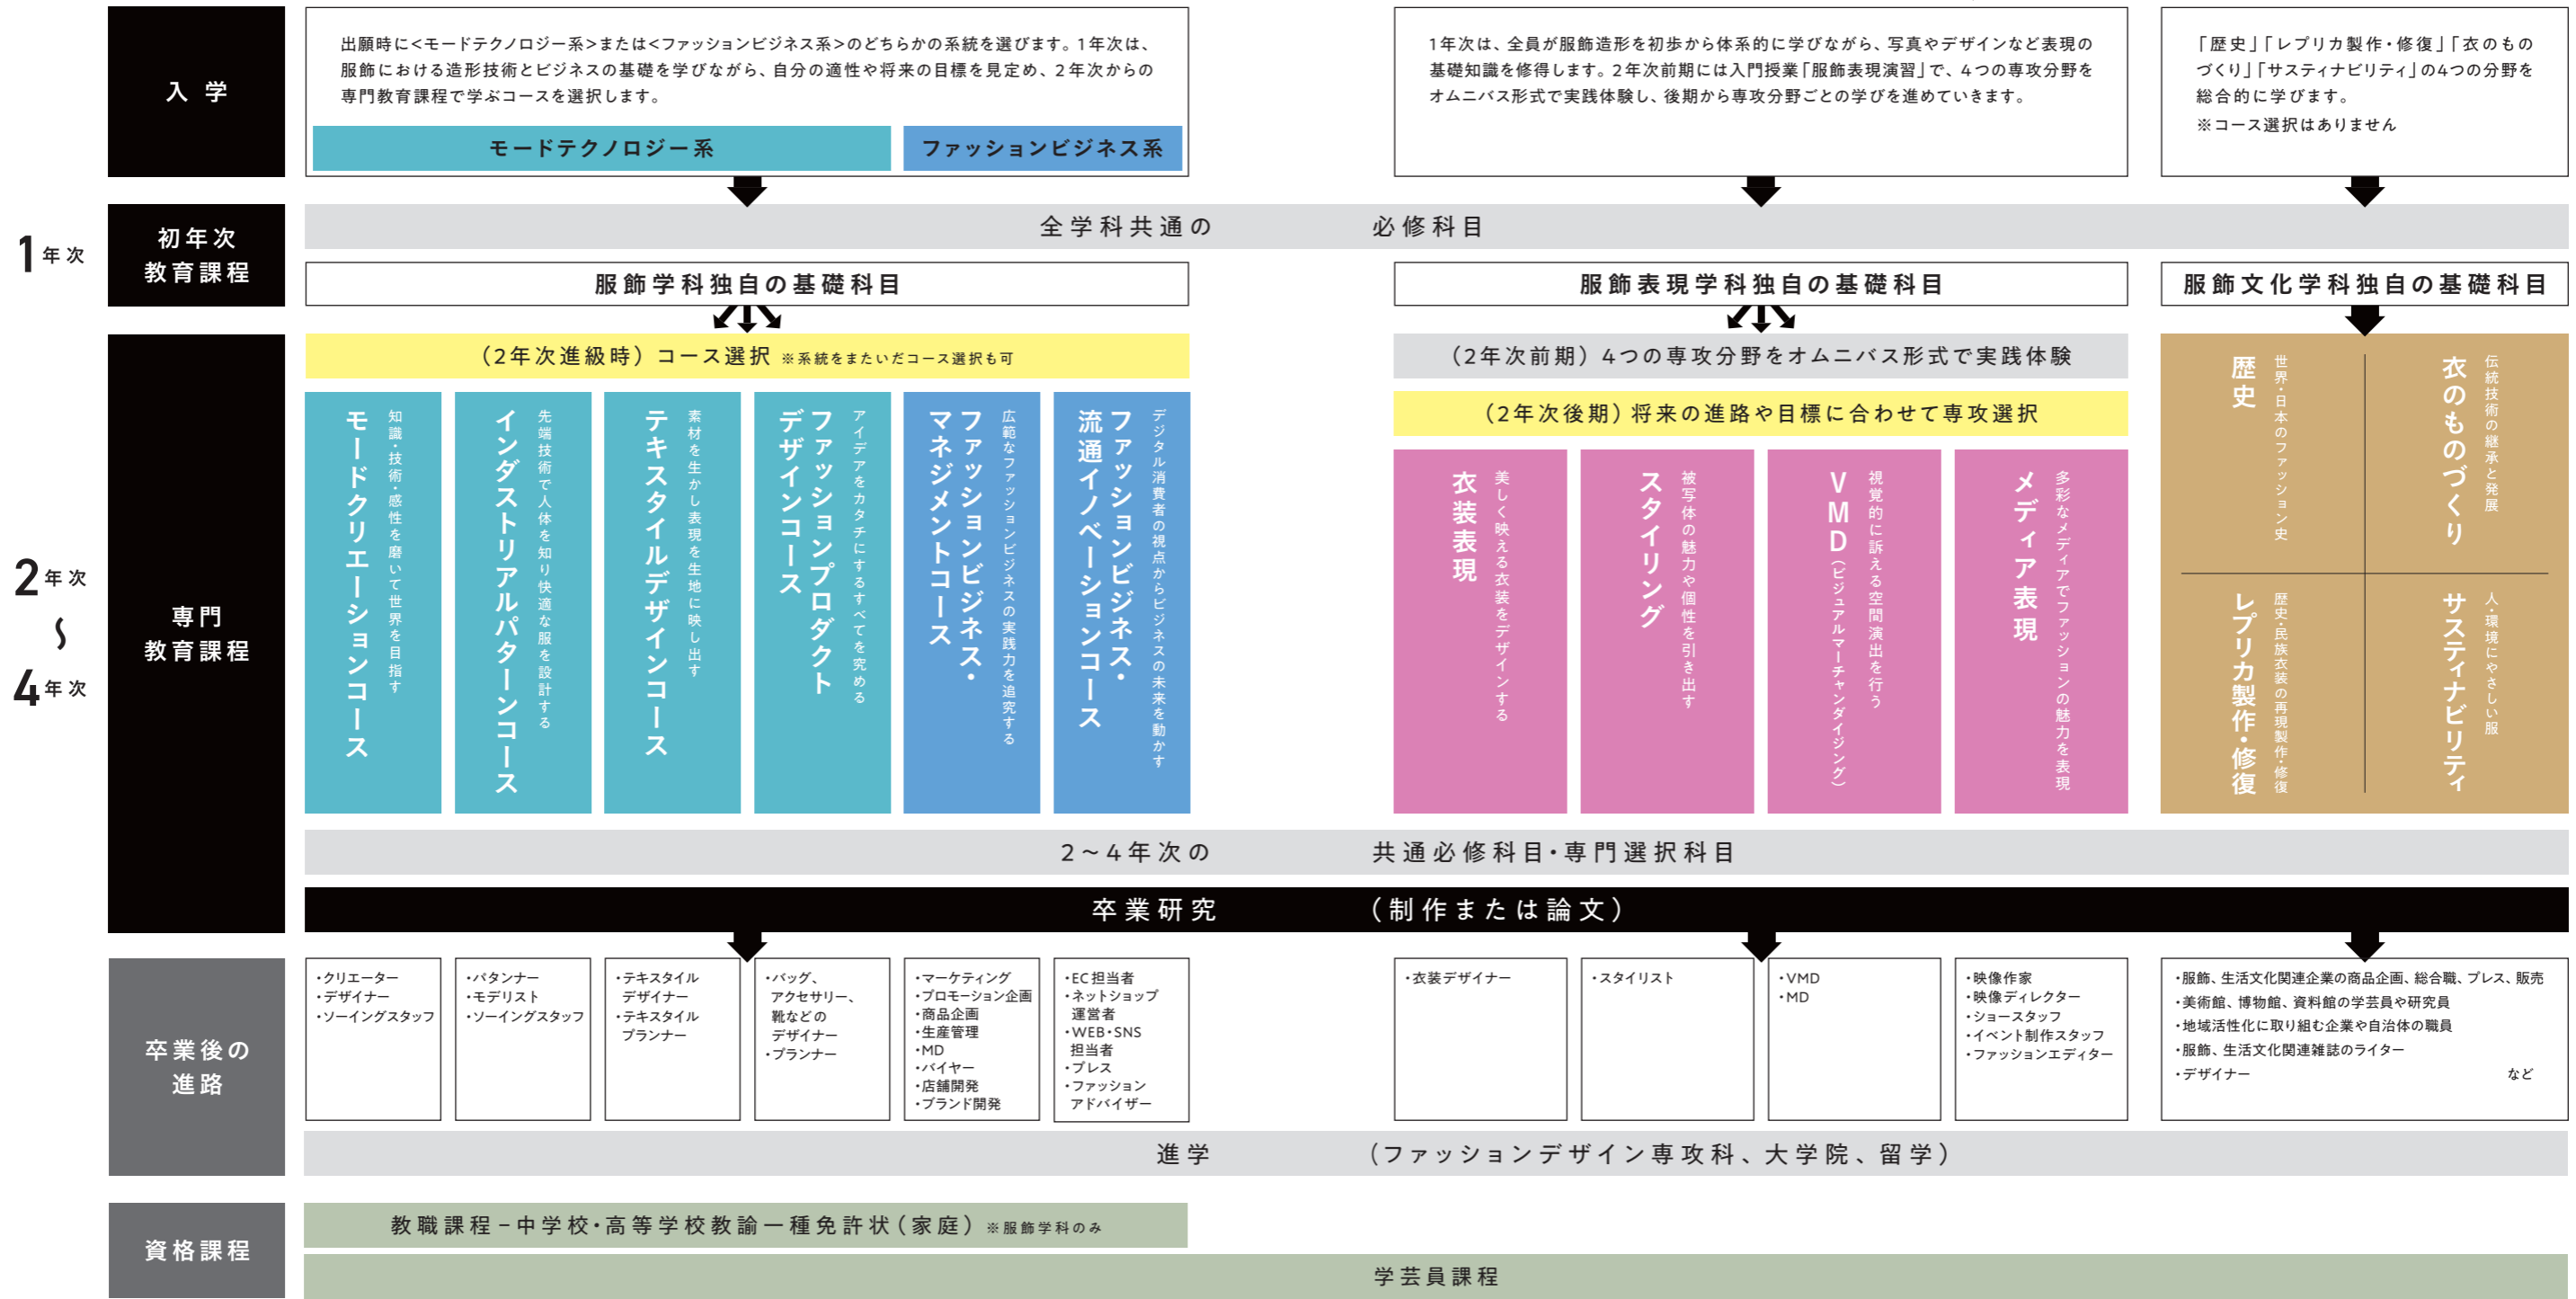 入学
出願時に<モードテクノロジー系>または<ファッションビジネス系>のどちらかの系統を選びます。1年次は、
服飾における造形技術とビジネスの基礎を学びながら、自分の適性や将来の目標を見定め、2年次からの
専門教育課程で学ぶコースを選択します。
モードテクノロジー系
ファッションビジネス系
1年次は、全員が服飾造形を初歩から体系的に学びながら、写真やデザインなど表現の
基礎知識を修得します。2年次前期には入門授業「服飾表現演習」で、4つの専攻分野を
オムニバス形式で実践体験し、後期から専攻分野ごとの学びを進めていきます。
「歴史」「レプリカ製作・修復」「衣のもの
づくり」「サスティナビリティ」の4つの分野を
総合的に学びます。
※コース選択はありません
1年次
初年次
教育課程
全学科共通の 必修科目
服飾学科独自の基礎科目
服飾表現学科独自の基礎科目
服飾文化学科独自の基礎科目
2年次
〜
4年次
専門
教育課程
(2年次進級時) コース選択 ※系統をまたいだコース選択も可
モードクリエーションコース
知識・技術・感性を磨いて世界を目指す
インダストリアルパターンコース
先端技術で人体を知り快適な服を設計する
テキスタイルデザインコース
素材を生かし表現を生地に映し出す
ファッションプロダクト
デザインコース
アイデアをカタチにするすべてを究める
ファッションビジネス・
マネジメントコース
広範なファッションビジネスの実践力を追究する
ファッションビジネス・
流通イノベーションコース
デジタル消費者の視点からビジネスの未来を動かす
(2年次前期) 4つの専攻分野をオムニバス形式で実践体験
(2年次後期) 将来の進路や目標に合わせて専攻選択
衣装表現
美しく映える衣装をデザインする
スタイリング
被写体の魅力や個性を引き出す
VMD(ビジュアルマーチャンダイジング)
視覚的に訴える空間演出を行う
メディア表現
多彩なメディアでファッションの魅力を表現
歴史
世界・日本のファッション史
衣のものづくり
伝統技術の継承と発展
レプリカ製作・修復
歴史・民族衣装の再現製作・修復
サスティナビリティ
人・環境にやさしい服
2〜4年次の 共通必修科目・専門選択科目
卒業研究 (制作または論文)
卒業後の
進路
・クリエーター
・デザイナー
・ソーイングスタッフ
・パタンナー
・モデリスト
・ソーイングスタッフ
・テキスタイル
デザイナー
・テキスタイル
プランナー
・バッグ、
アクセサリー、
靴などの
デザイナー
・プランナー
・マーケティング
・プロモーション企画
・商品企画
・生産管理
・MD
・バイヤー
・店舗開発
・ブランド開発
・EC担当者
・ネットショップ
運営者
・WEB・SNS
担当者
・プレス
・ファッション
アドバイザー
・衣装デザイナー
・スタイリスト
・VMD
・MD
・映像作家
・映像ディレクター
・ショースタッフ
・イベント制作スタッフ
・ファッションエディター
・服飾、生活文化関連企業の商品企画、総合職、プレス、販売
・美術館、博物館、資料館の学芸員や研究員
・地域活性化に取り組む企業や自治体の職員
・服飾、生活文化関連雑誌のライター
・デザイナー など
進学 (ファッションデザイン専攻科、大学院、留学)
資格課程
教職課程−中学校・高等学校教諭一種免許状(家庭) ※服飾学科のみ
学芸員課程